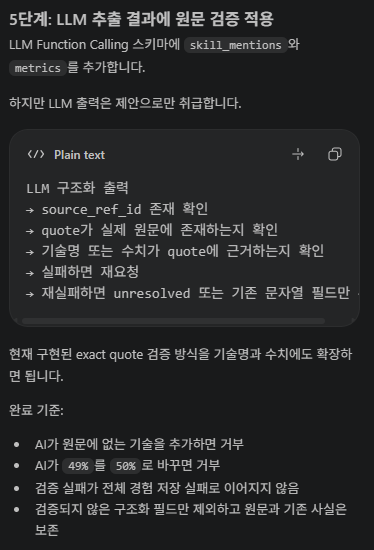 5단계: LLM 추출 결과에 원문 검증 적용
LLM Function Calling 스키마에 skill_mentions 와
metrics 를 추가합니다.
하지만 LLM 출력은 제안으로만 취급합니다.
Plain text
LLM 구조화 출력
→ source_ref_id 존재 확인
→ quote가 실제 원문에 존재하는지 확인
→ 기술명 또는 수치가 quote에 근거하는지 확인
→ 실패하면 재요청
→ 재실패하면 unresolved 또는 기존 문자열 필드만
현재 구현된 exact quote 검증 방식을 기술명과 수치에도 확장하
면 됩니다.
완료 기준:
• AI가 원문에 없는 기술을 추가하면 거부
• AI가 49% 를 50% 로 바꾸면 거부
• 검증 실패가 전체 경험 저장 실패로 이어지지 않음
• 검증되지 않은 구조화 필드만 제외하고 원문과 기존 사실은
보존